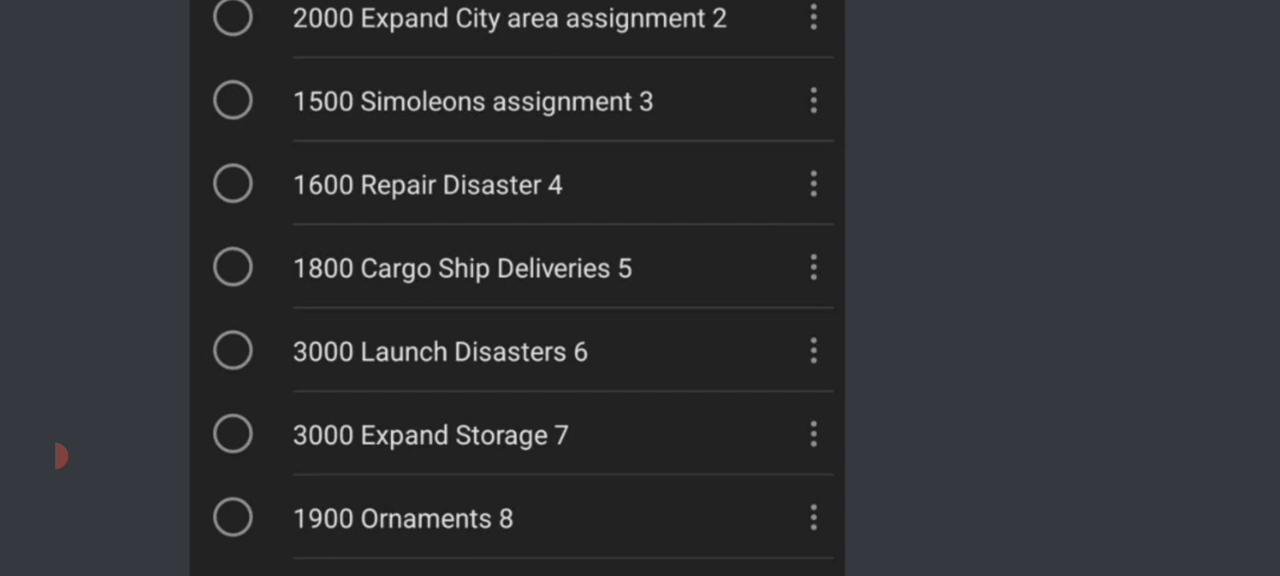 2000 Expand City area assignment 2
1500 Simoleons assignment 3
1600 Repair Disaster 4
1800 Cargo Ship Deliveries 5
3000 Launch Disasters 6
3000 Expand Storage 7
1900 Ornaments 8